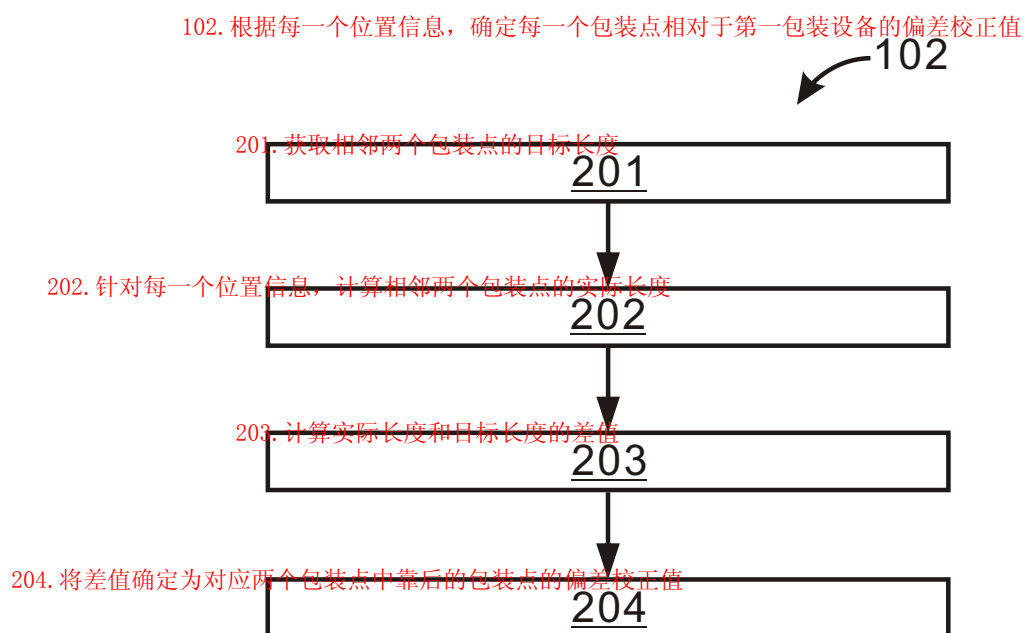 102.根据每一个位置信息，确定每一个包装点相对于第一包装设备的偏差校正值
102
201.获取相邻两个包装点的目标长度
201
202.针对每一个位置信息，计算相邻两个包装点的实际长度
202
203.计算实际长度和目标长度的差值
203
204.将差值确定为对应两个包装点中靠后的包装点的偏差校正值
204